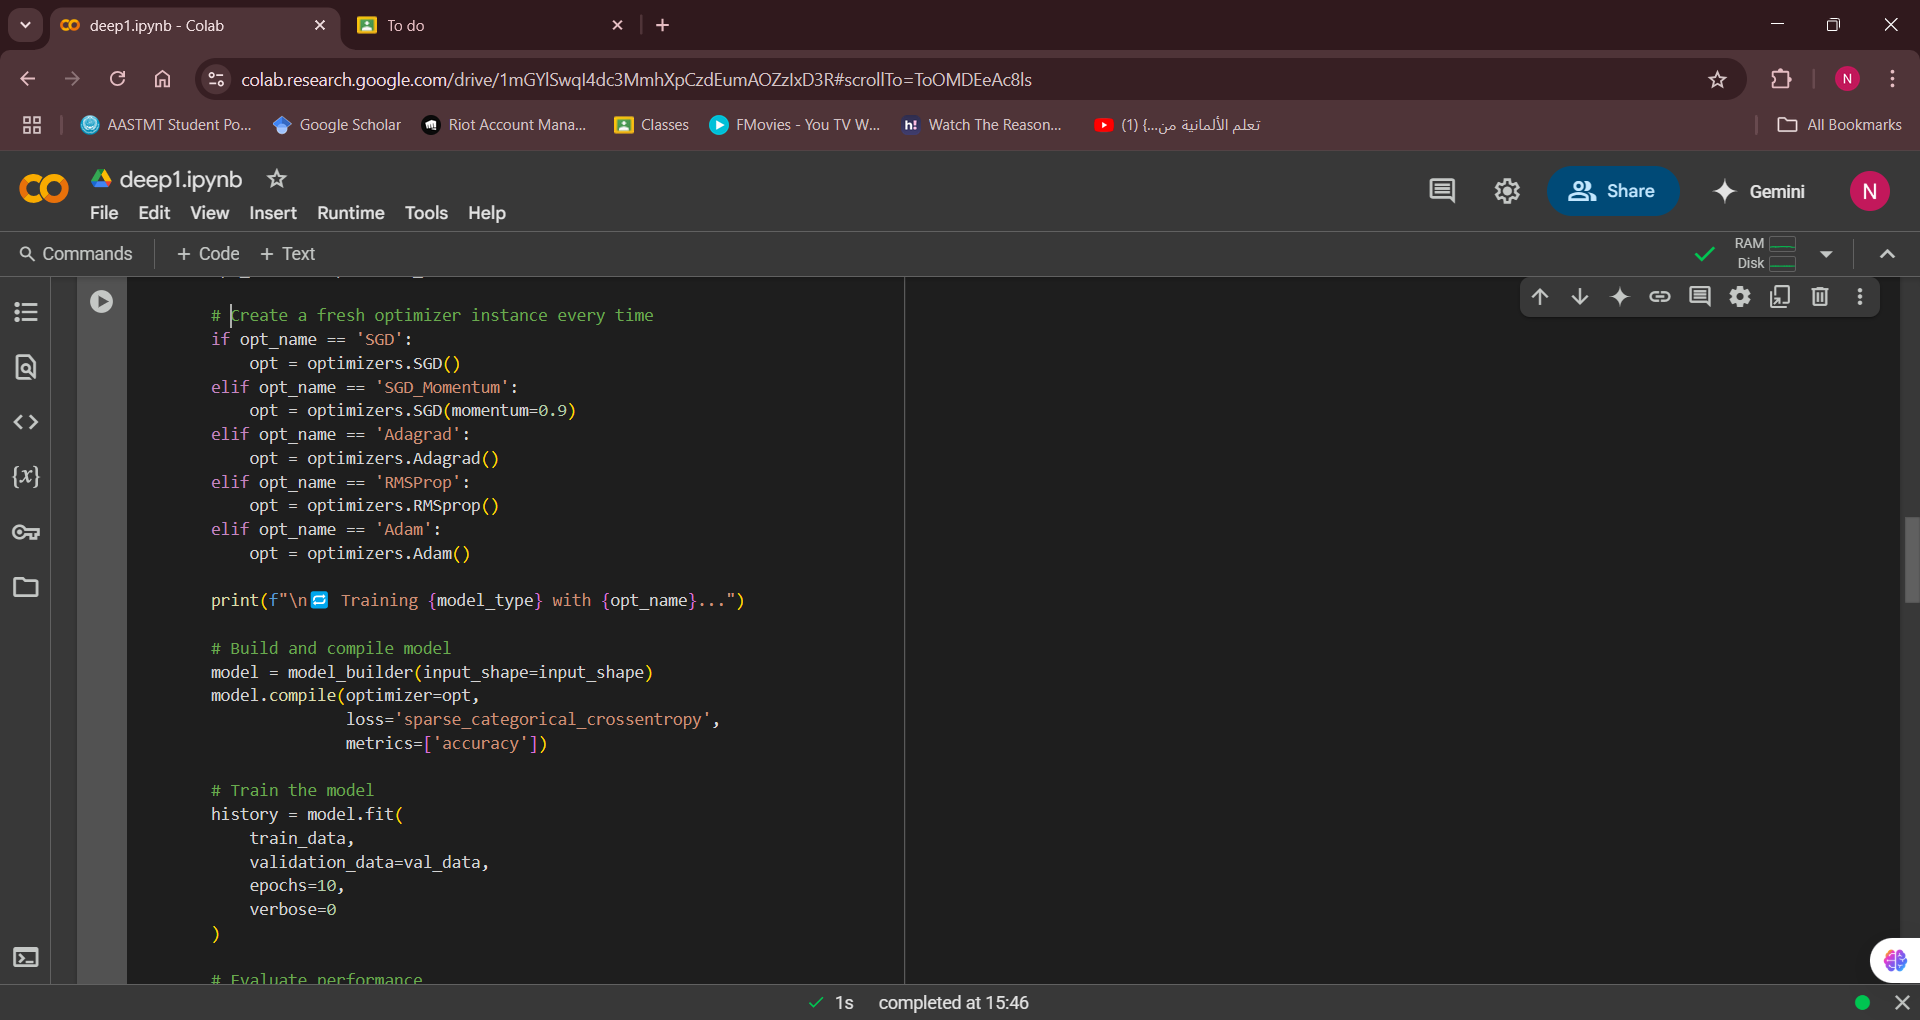 deep1.ipynb - Colab
To do
colab.research.google.com/drive/1mGYlSwql4dc3MmhXpCzdEumAOZzIxD3R#scrollTo=ToOMDEeAc8ls
N
AASTMT Student Po...
Google Scholar
Riot Account Mana...
Classes
FMovies - You TV W...
h! Watch The Reason...
تعلم الألمانية من...} (1)
All Bookmarks
deep1.ipynb
File Edit View Insert Runtime Tools Help
Share
Gemini
N
Commands
+ Code + Text
RAM
Disk
# Create a fresh optimizer instance every time
if opt_name == 'SGD':
    opt = optimizers.SGD()
elif opt_name == 'SGD_Momentum':
    opt = optimizers.SGD(momentum=0.9)
elif opt_name == 'Adagrad':
    opt = optimizers.Adagrad()
elif opt_name == 'RMSProp':
    opt = optimizers.RMSprop()
elif opt_name == 'Adam':
    opt = optimizers.Adam()
print(f"\n🔁 Training {model_type} with {opt_name}...")
# Build and compile model
model = model_builder(input_shape=input_shape)
model.compile(optimizer=opt,
              loss='sparse_categorical_crossentropy',
              metrics=['accuracy'])
# Train the model
history = model.fit(
    train_data,
    validation_data=val_data,
    epochs=10,
    verbose=0
)
# Evaluate performance
{x}
1s completed at 15:46